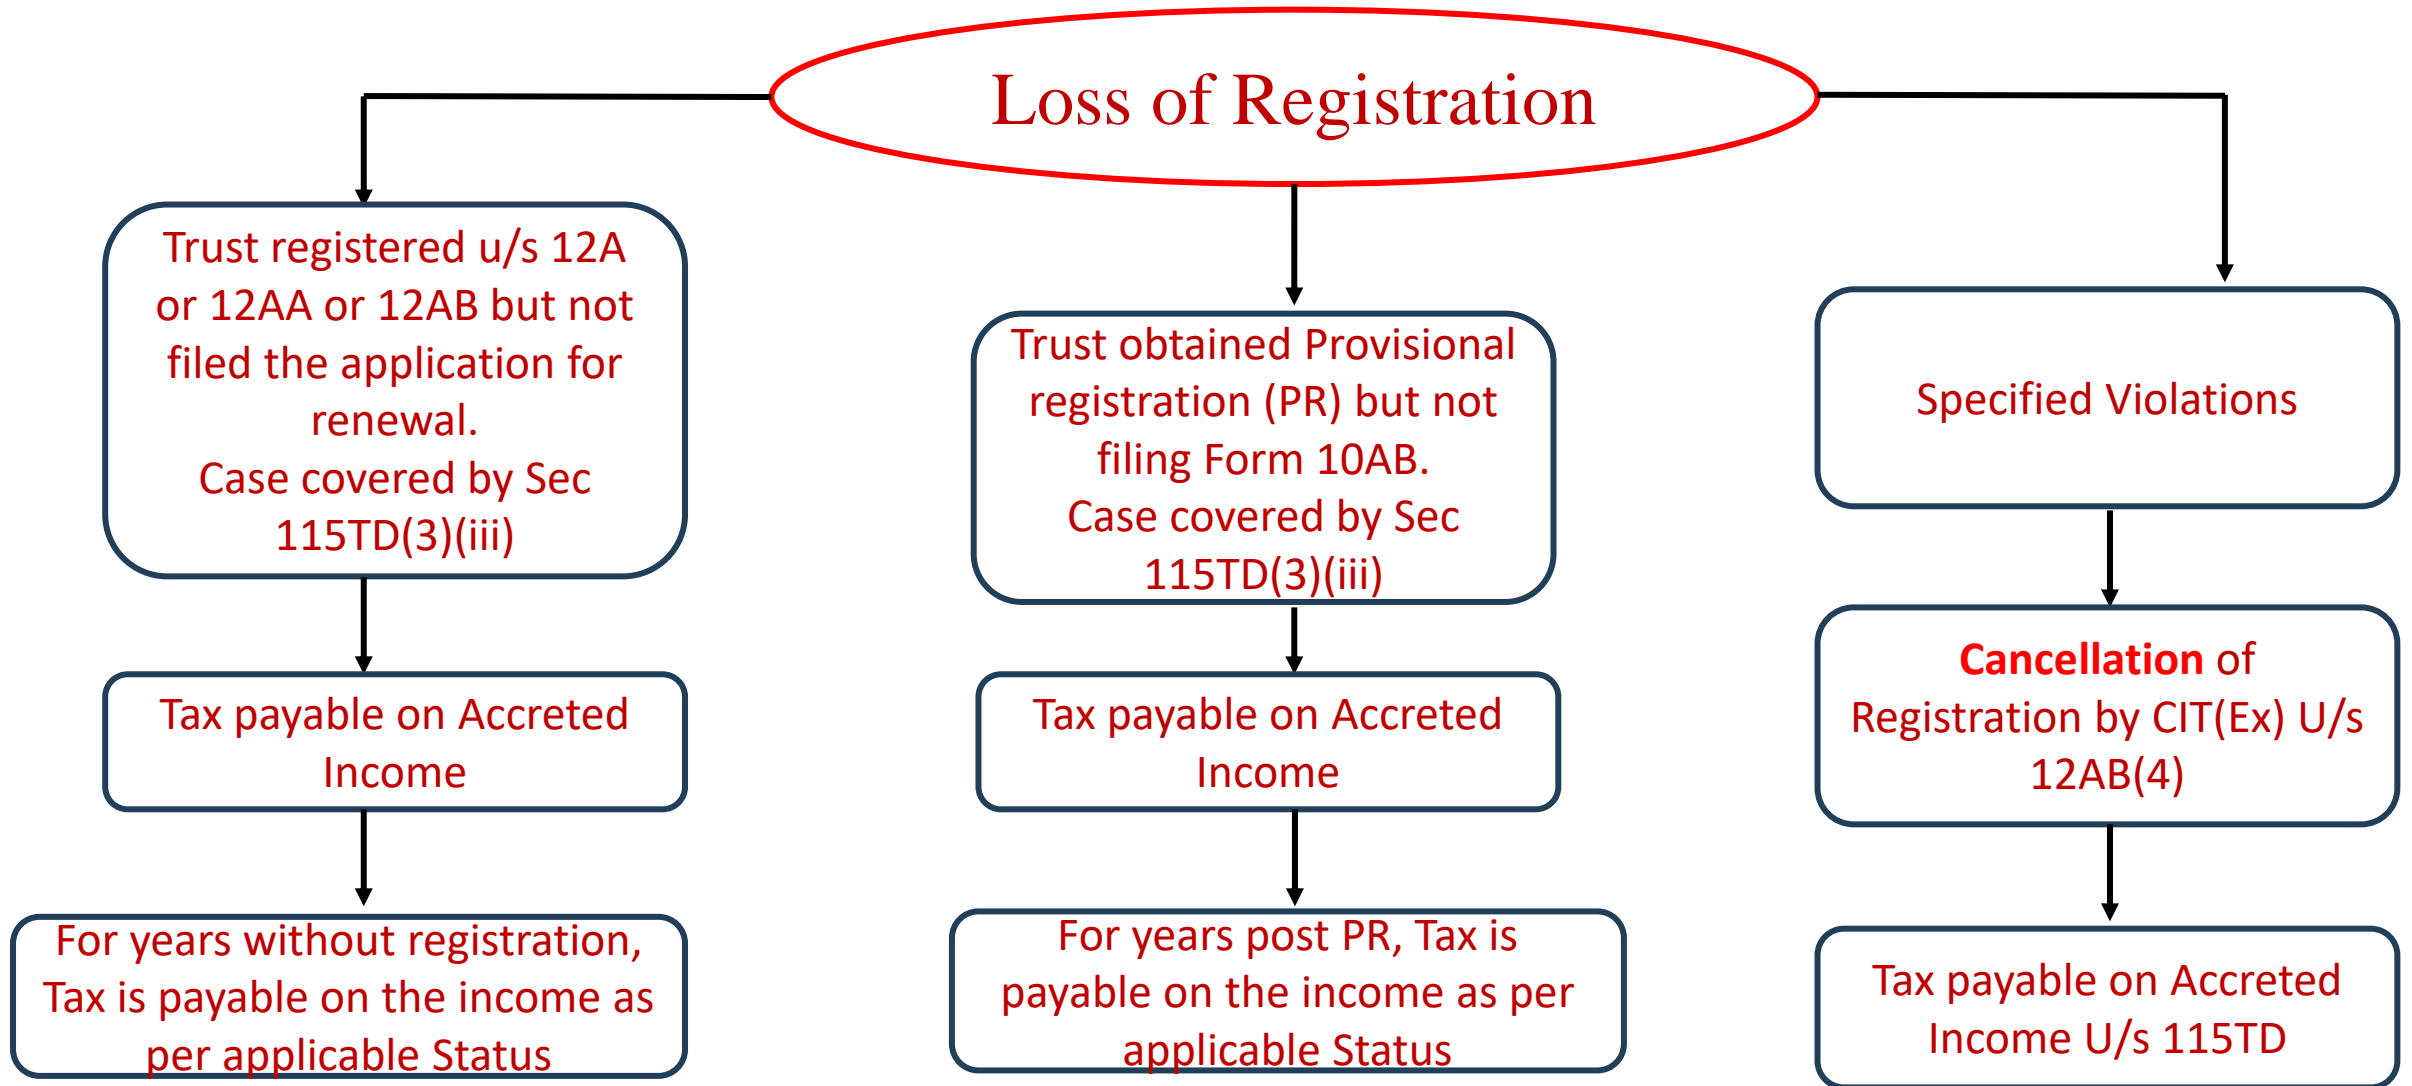 Loss of Registration
Trust registered u/s 12A
or 12AA or 12AB but not
filed the application for
renewal.
Case covered by Sec
115TD(3)(iii)
Tax payable on Accreted
Income
For years without registration,
Tax is payable on the income as
per applicable Status
Trust obtained Provisional
registration (PR) but not
filing Form 10AB.
Case covered by Sec
115TD(3)(iii)
Tax payable on Accreted
Income
For years post PR, Tax is
payable on the income as per
applicable Status
Specified Violations
Cancellation of
Registration by CIT(Ex) U/s
12AB(4)
Tax payable on Accreted
Income U/s 115TD